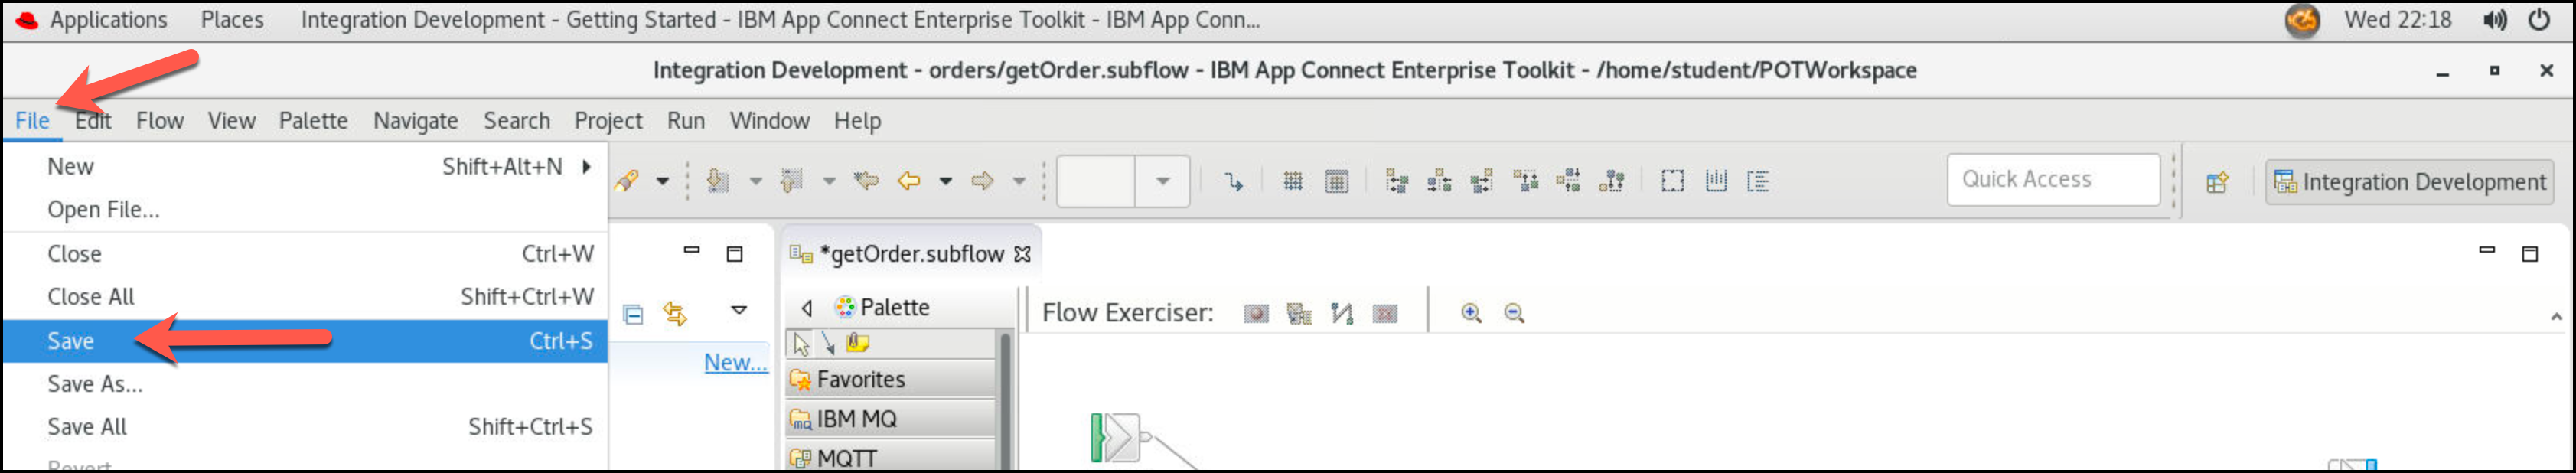 Applications Places Integration Development - Getting Started - IBM App Connect Enterprise Toolkit - IBM App Conn... Wed 22:18
Integration Development - orders/getOrder.subflow - IBM App Connect Enterprise Toolkit - /home/student/POTWorkspace
File Edit Flow View Palette Navigate Search Project Run Window Help
New Shift+Alt+N
Quick Access
Integration Development
Open File...
Close Ctrl+W
*getOrder.subflow
Close All Shift+Ctrl+W
Palette
Flow Exerciser:
Save Ctrl+S
New...
Save As...
Favorites
Save All Shift+Ctrl+S
IBM MQ
MQTT
Revert